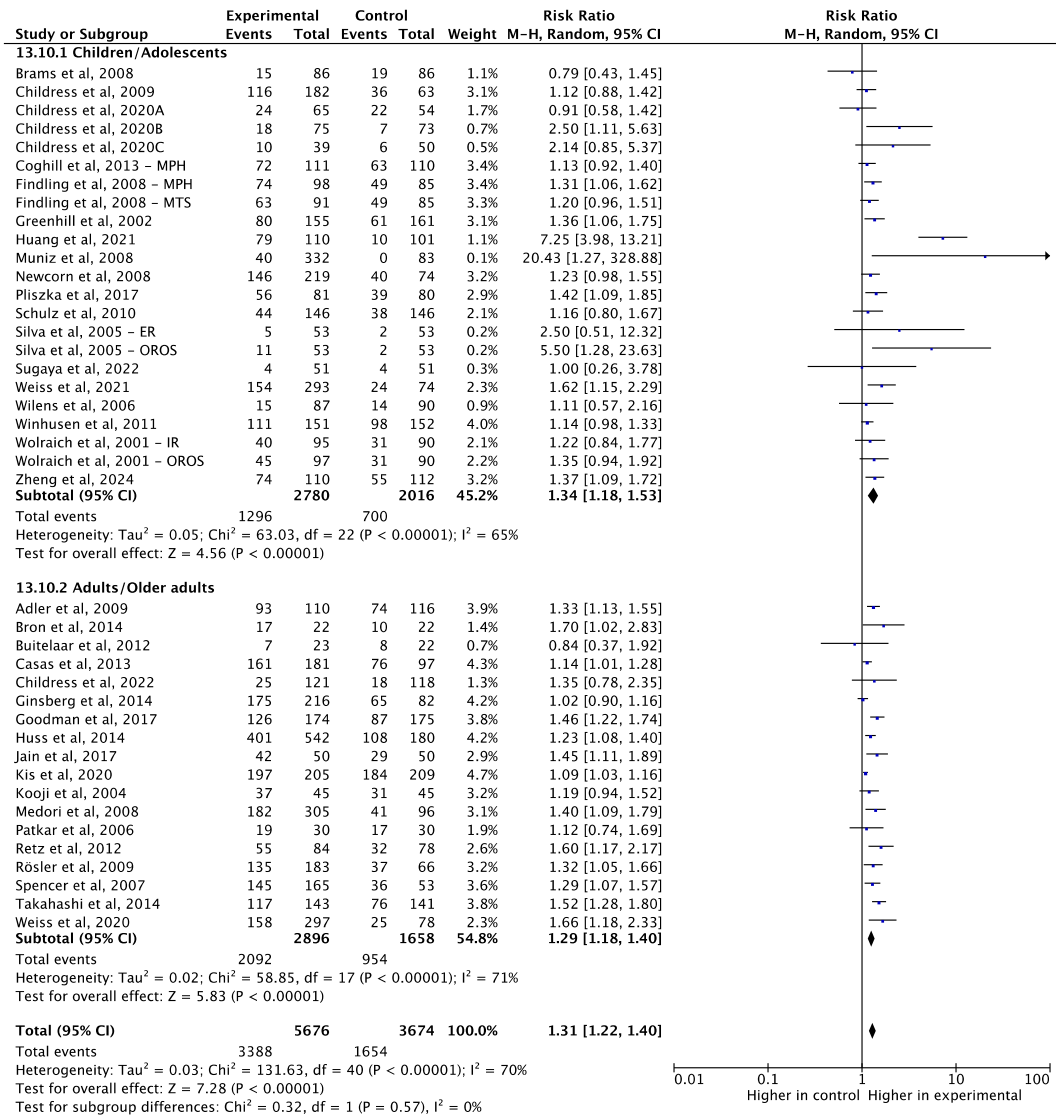 Experimental Control Risk Ratio Risk Ratio
Study or Subgroup Events Total Events Total Weight M-H, Random, 95% CI M-H, Random, 95% CI
13.10.1 Children/Adolescents
Brams et al, 2008 15 86 19 86 1.1% 0.79 [0.43, 1.45]
Childress et al, 2009 116 182 36 63 3.1% 1.12 [0.88, 1.42]
Childress et al, 2020A 24 65 22 54 1.6% 0.91 [0.58, 1.42]
Childress et al, 2020B 18 75 7 73 0.7% 2.50 [1.11, 5.63]
Childress et al, 2020C 10 39 6 50 0.6% 2.14 [0.85, 5.37]
Coghill et al, 2013 – MPH 72 111 63 110 3.4% 1.13 [0.92, 1.40]
Findling et al, 2008 – MPH 74 98 49 85 3.4% 1.31 [1.06, 1.62]
Findling et al, 2008 – MTS 63 91 49 85 3.3% 1.20 [0.96, 1.51]
Greenhill et al, 2002 80 155 61 161 3.1% 1.36 [1.06, 1.75]
Huang et al, 2021 79 110 10 101 1.1% 7.25 [3.98, 13.21]
Muniz et al, 2008 40 332 0 83 0.1% 20.43 [1.27, 328.88]
Newcorn et al, 2008 146 219 40 74 3.2% 1.23 [0.98, 1.55]
Pliszka et al, 2017 56 81 39 80 2.9% 1.42 [1.09, 1.85]
Schulz et al, 2010 44 146 38 146 2.1% 1.16 [0.80, 1.67]
Silva et al, 2005 – ER 5 53 2 53 0.2% 2.50 [0.51, 12.32]
Silva et al, 2005 – OROS 11 53 2 53 0.2% 5.50 [1.28, 23.63]
Sugaya et al, 2022 4 51 4 51 0.3% 1.00 [0.26, 3.78]
Weiss et al, 2021 154 293 24 74 2.3% 1.62 [1.15, 2.29]
Wilens et al, 2006 15 87 14 90 0.9% 1.11 [0.57, 2.16]
Winhusen et al, 2011 111 151 98 152 4.0% 1.14 [0.98, 1.33]
Wolraich et al, 2001 – IR 40 95 31 90 2.1% 1.22 [0.84, 1.77]
Wolraich et al, 2001 – OROS 45 97 31 90 2.2% 1.35 [0.94, 1.92]
Zheng et al, 2024 74 110 55 112 3.2% 1.37 [1.09, 1.72]
Subtotal (95% CI) 2780 2016 45.2% 1.34 [1.18, 1.53]
Total events 1296 700
Heterogeneity: Tau² = 0.05; Chi² = 63.03, df = 22 (P < 0.00001); I² = 65%
Test for overall effect: Z = 4.56 (P < 0.00001)
13.10.2 Adults/Older adults
Adler et al, 2009 93 110 74 116 3.9% 1.33 [1.13, 1.55]
Bron et al, 2014 17 22 10 22 1.4% 1.70 [1.02, 2.83]
Buitelaar et al, 2012 7 23 8 22 0.7% 0.84 [0.37, 1.92]
Casas et al, 2013 161 181 76 97 4.3% 1.14 [1.01, 1.28]
Childress et al, 2022 25 121 18 118 1.3% 1.35 [0.78, 2.35]
Ginsberg et al, 2014 175 216 65 82 4.2% 1.02 [0.90, 1.16]
Goodman et al, 2017 126 174 87 175 3.8% 1.46 [1.22, 1.74]
Huss et al, 2014 401 542 108 180 4.2% 1.23 [1.08, 1.40]
Jain et al, 2017 42 50 29 50 2.9% 1.45 [1.11, 1.89]
Kis et al, 2020 197 205 184 209 4.7% 1.09 [1.03, 1.16]
Kooji et al, 2004 37 45 31 45 3.2% 1.19 [0.94, 1.52]
Medori et al, 2008 182 305 41 96 3.1% 1.40 [1.09, 1.79]
Patkar et al, 2006 19 30 17 30 1.9% 1.12 [0.74, 1.69]
Retz et al, 2012 55 84 32 78 2.6% 1.60 [1.17, 2.17]
Rösler et al, 2009 135 183 37 66 3.2% 1.32 [1.05, 1.66]
Spencer et al, 2007 145 165 36 53 3.6% 1.29 [1.07, 1.57]
Takahashi et al, 2014 117 143 76 141 3.8% 1.52 [1.28, 1.80]
Weiss et al, 2020 158 297 25 78 2.3% 1.66 [1.18, 2.33]
Subtotal (95% CI) 2896 1658 54.8% 1.29 [1.18, 1.40]
Total events 2092 954
Heterogeneity: Tau² = 0.02; Chi² = 58.85, df = 17 (P < 0.00001); I² = 71%
Test for overall effect: Z = 5.83 (P < 0.00001)
Total (95% CI) 5676 3674 100.0% 1.31 [1.22, 1.40]
Total events 3388 1654
Heterogeneity: Tau² = 0.03; Chi² = 131.63, df = 40 (P < 0.00001); I² = 70%
Test for overall effect: Z = 7.28 (P < 0.00001)
Test for subgroup differences: Chi² = 0.32, df = 1 (P = 0.57), I² = 0%
0.01 0.1 1 10 100
Higher in control Higher in experimental